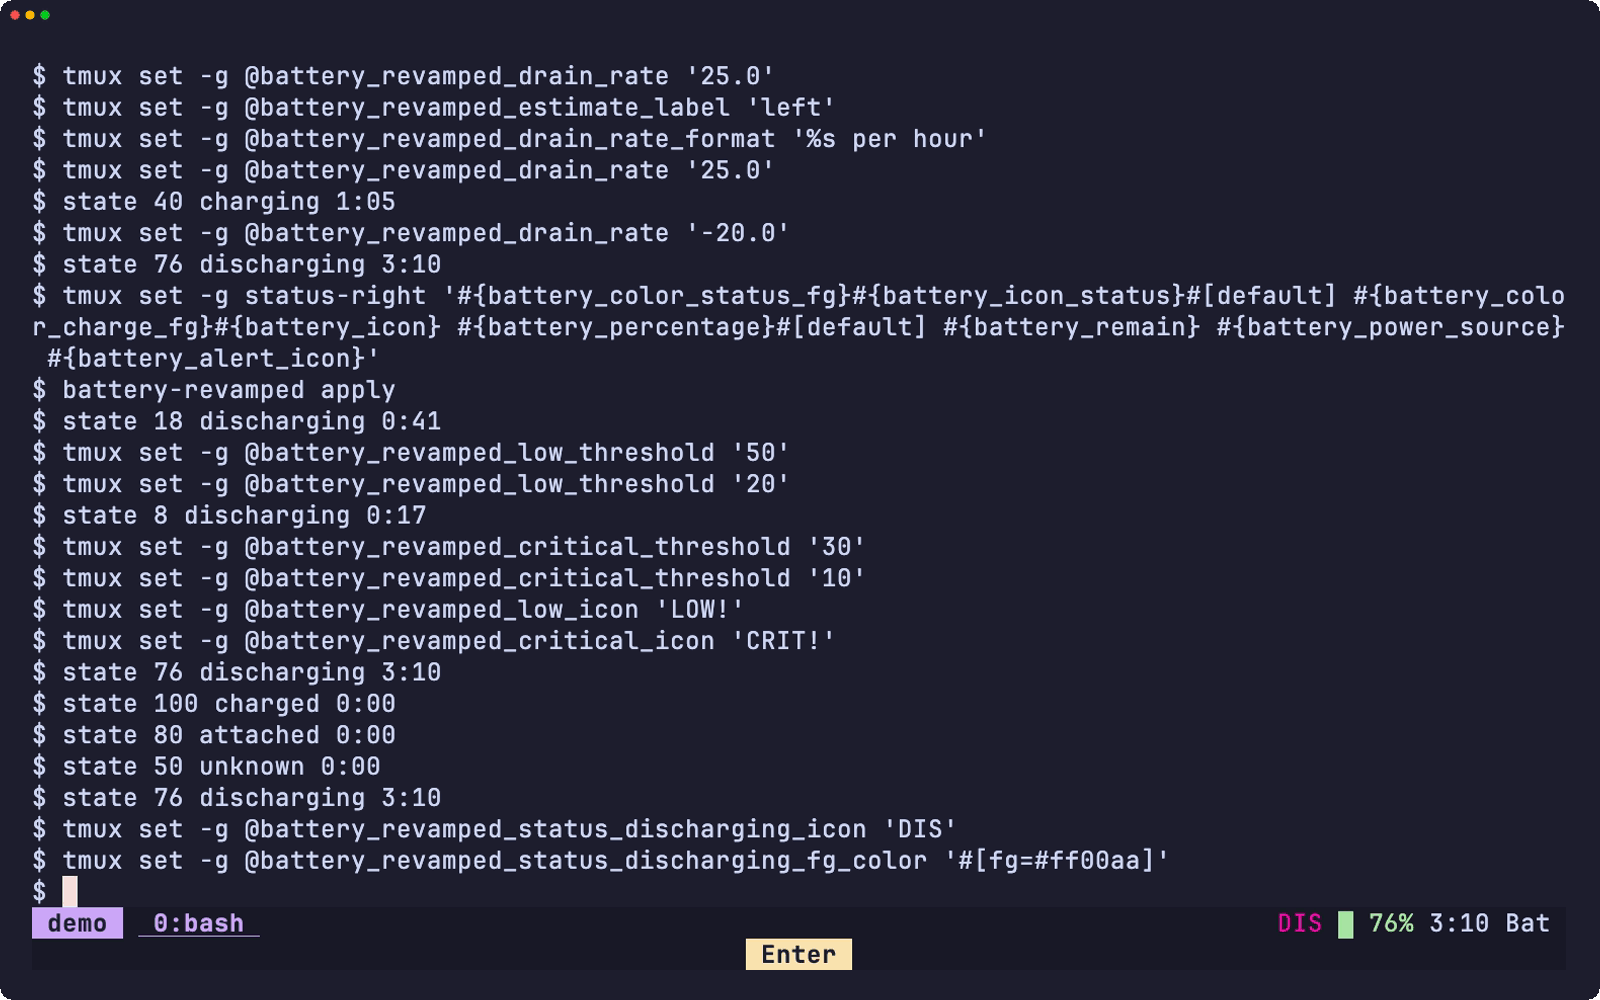 $ tmux set -g @battery_revamped_drain_rate '25.0'
$ tmux set -g @battery_revamped_estimate_label 'left'
$ tmux set -g @battery_revamped_drain_rate_format '%s per hour'
$ tmux set -g @battery_revamped_drain_rate '25.0'
$ state 40 charging 1:05
$ tmux set -g @battery_revamped_drain_rate '-20.0'
$ state 76 discharging 3:10
$ tmux set -g status-right '#{battery_color_status_fg}#{battery_icon_status}#[default] #{battery_colo
r_charge_fg}#{battery_icon} #{battery_percentage}#[default] #{battery_remain} #{battery_power_source}
 #{battery_alert_icon}'
$ battery-revamped apply
$ state 18 discharging 0:41
$ tmux set -g @battery_revamped_low_threshold '50'
$ tmux set -g @battery_revamped_low_threshold '20'
$ state 8 discharging 0:17
$ tmux set -g @battery_revamped_critical_threshold '30'
$ tmux set -g @battery_revamped_critical_threshold '10'
$ tmux set -g @battery_revamped_low_icon 'LOW!'
$ tmux set -g @battery_revamped_critical_icon 'CRIT!'
$ state 76 discharging 3:10
$ state 100 charged 0:00
$ state 80 attached 0:00
$ state 50 unknown 0:00
$ state 76 discharging 3:10
$ tmux set -g @battery_revamped_status_discharging_icon 'DIS'
$ tmux set -g @battery_revamped_status_discharging_fg_color '#[fg=#ff00aa]'
$
demo 0:bash DIS █ 76% 3:10 Bat
Enter